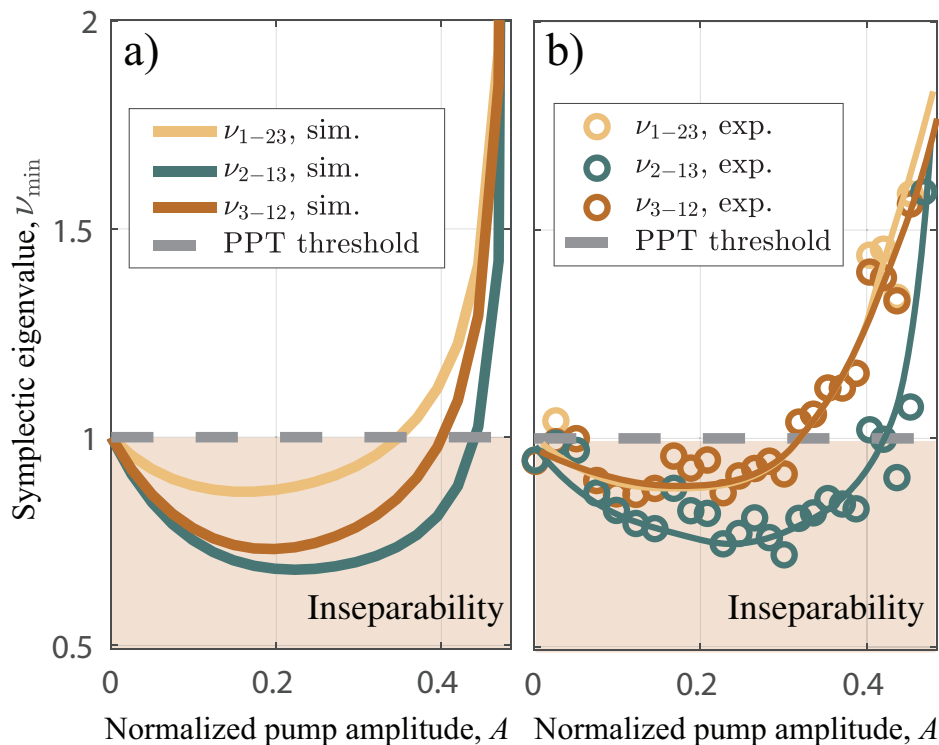 a)
ν₁₋₂₃, sim.
ν₂₋₁₃, sim.
ν₃₋₁₂, sim.
PPT threshold
Inseparability
2
1.5
1
0.5
0
0.2
0.4
Symplectic eigenvalue, ν_min
Normalized pump amplitude, A
b)
ν₁₋₂₃, exp.
ν₂₋₁₃, exp.
ν₃₋₁₂, exp.
PPT threshold
Inseparability
0
0.2
0.4
Normalized pump amplitude, A